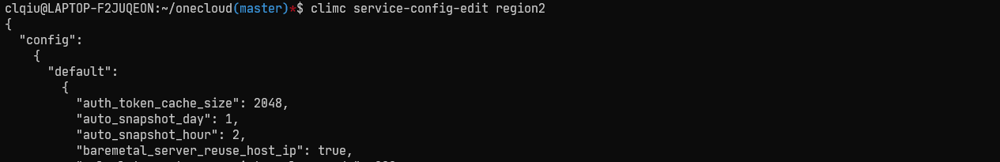 clqiu@LAPTOP-F2JUQEON:~/onecloud(master)*$ climc service-config-edit region2
{
  "config":
    {
      "default":
        {
          "auth_token_cache_size": 2048,
          "auto_snapshot_day": 1,
          "auto_snapshot_hour": 2,
          "baremetal_server_reuse_host_ip": true,